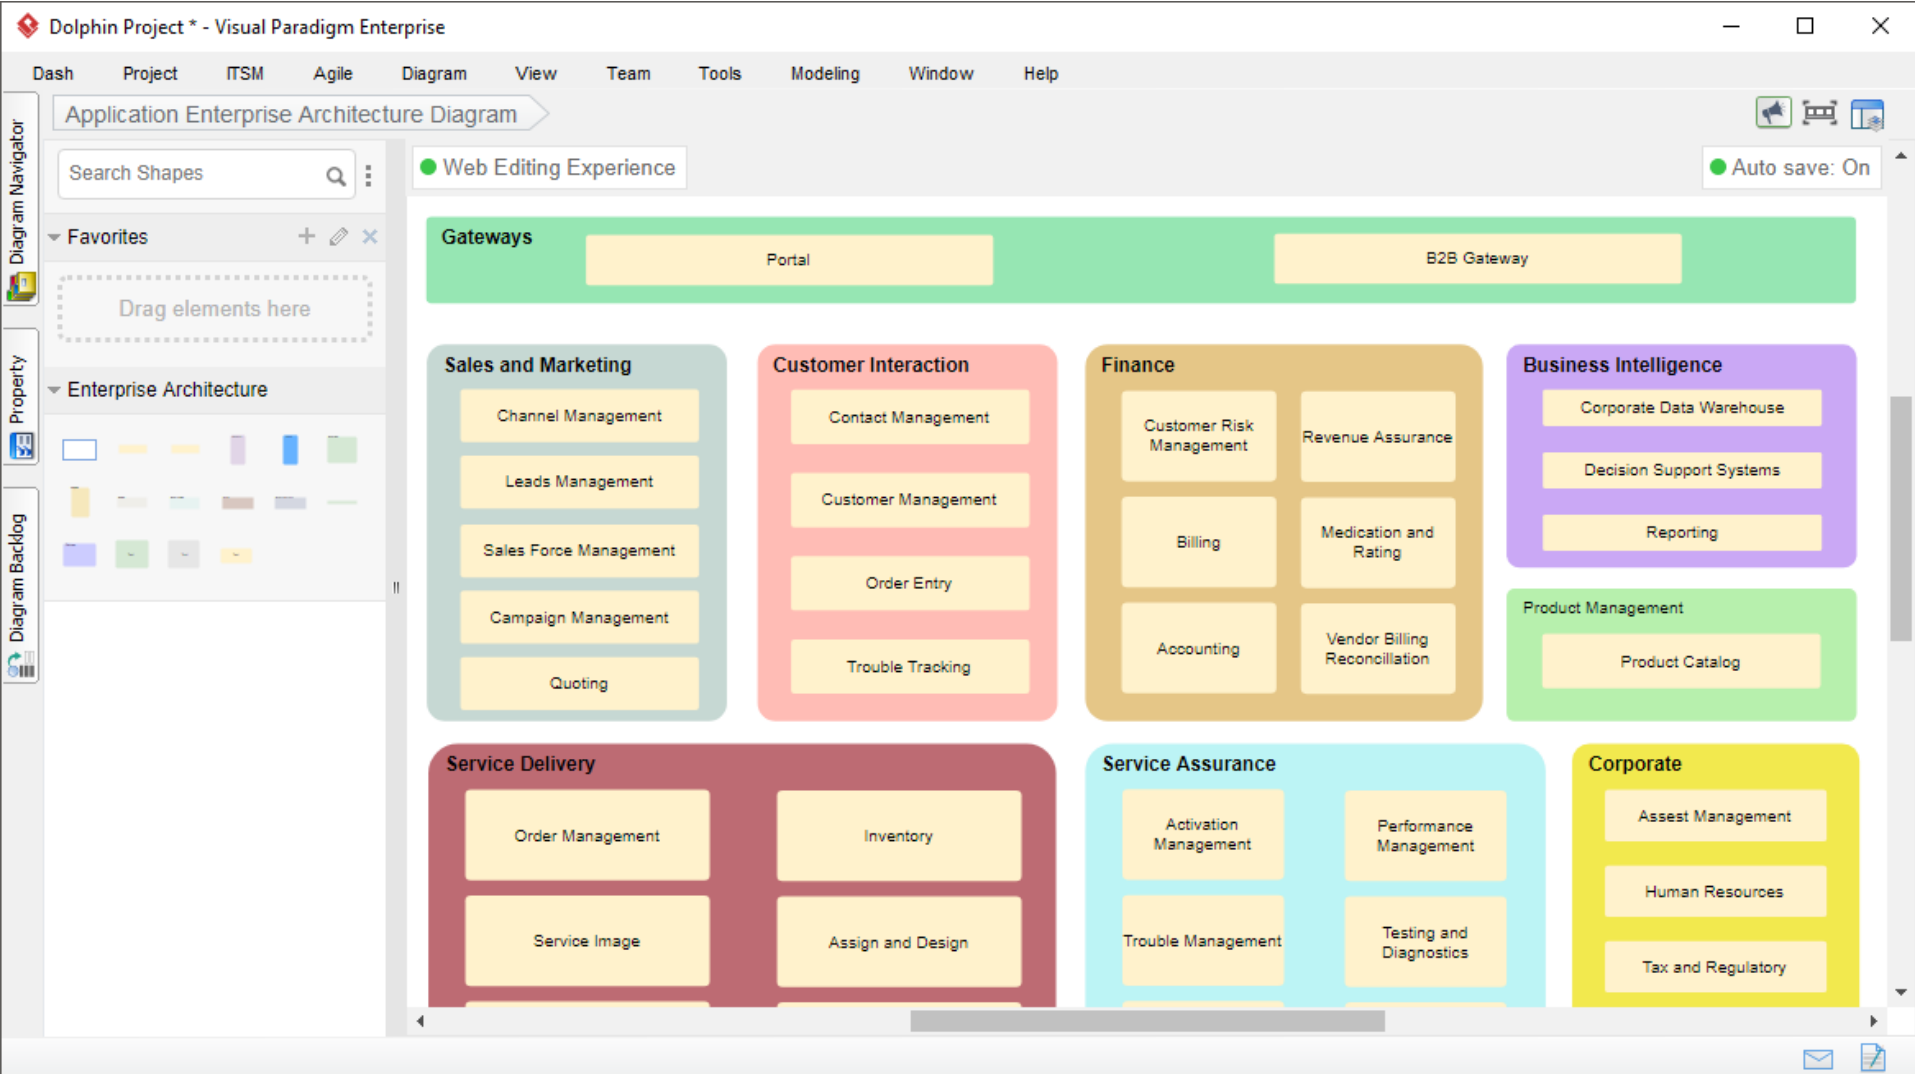 Dolphin Project * - Visual Paradigm Enterprise
Dash Project ITSM Agile Diagram View Team Tools Modeling Window Help
Application Enterprise Architecture Diagram
Diagram Navigator
Property
Diagram Backlog
Search Shapes
Favorites
Drag elements here
Enterprise Architecture
Web Editing Experience
Auto save: On
Gateways
Portal
B2B Gateway
Sales and Marketing
Channel Management
Leads Management
Sales Force Management
Campaign Management
Quoting
Customer Interaction
Contact Management
Customer Management
Order Entry
Trouble Tracking
Finance
Customer Risk
Management
Revenue Assurance
Billing
Medication and
Rating
Accounting
Vendor Billing
Reconcillation
Business Intelligence
Corporate Data Warehouse
Decision Support Systems
Reporting
Product Management
Product Catalog
Service Delivery
Order Management
Inventory
Service Image
Assign and Design
Service Assurance
Activation
Management
Performance
Management
Trouble Management
Testing and
Diagnostics
Corporate
Assest Management
Human Resources
Tax and Regulatory